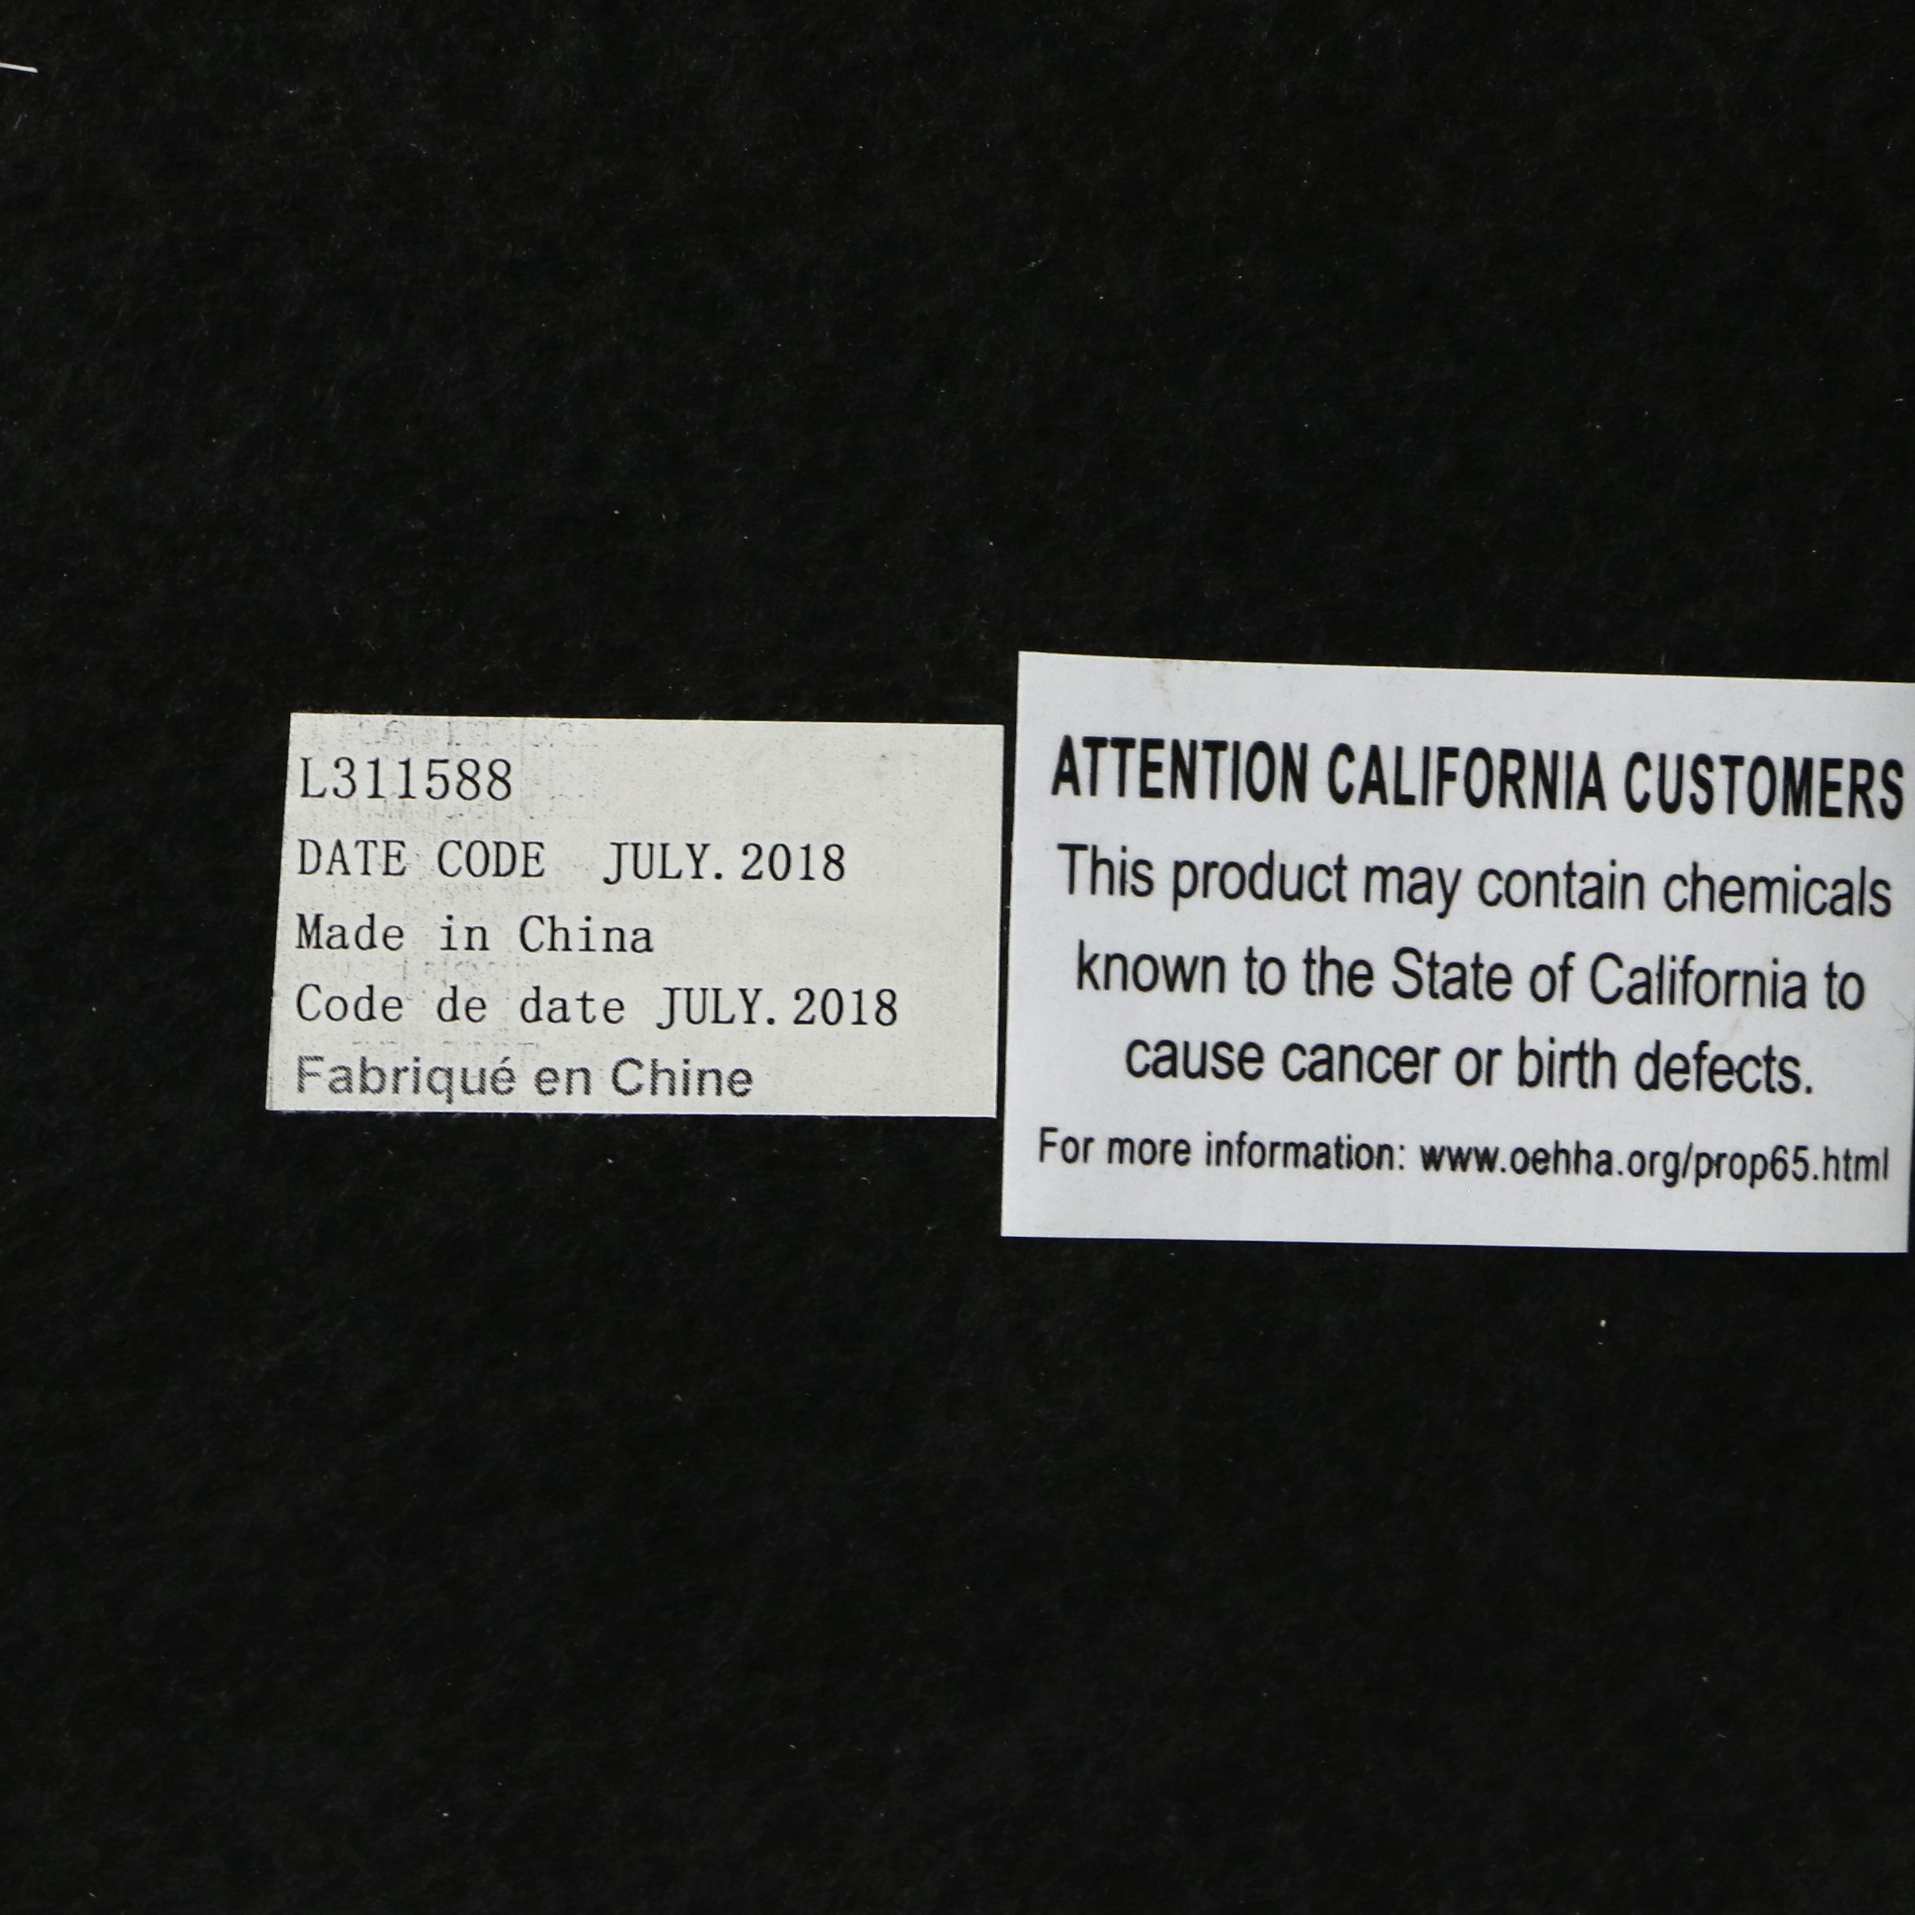 L311588
DATE CODE JULY. 2018
Made in China
Code de date JULY. 2018
Fabriqué en Chine
ATTENTION CALIFORNIA CUSTOMERS
This product may contain chemicals
known to the State of California to
cause cancer or birth defects.
For more information: www.oehha.org/prop65.html